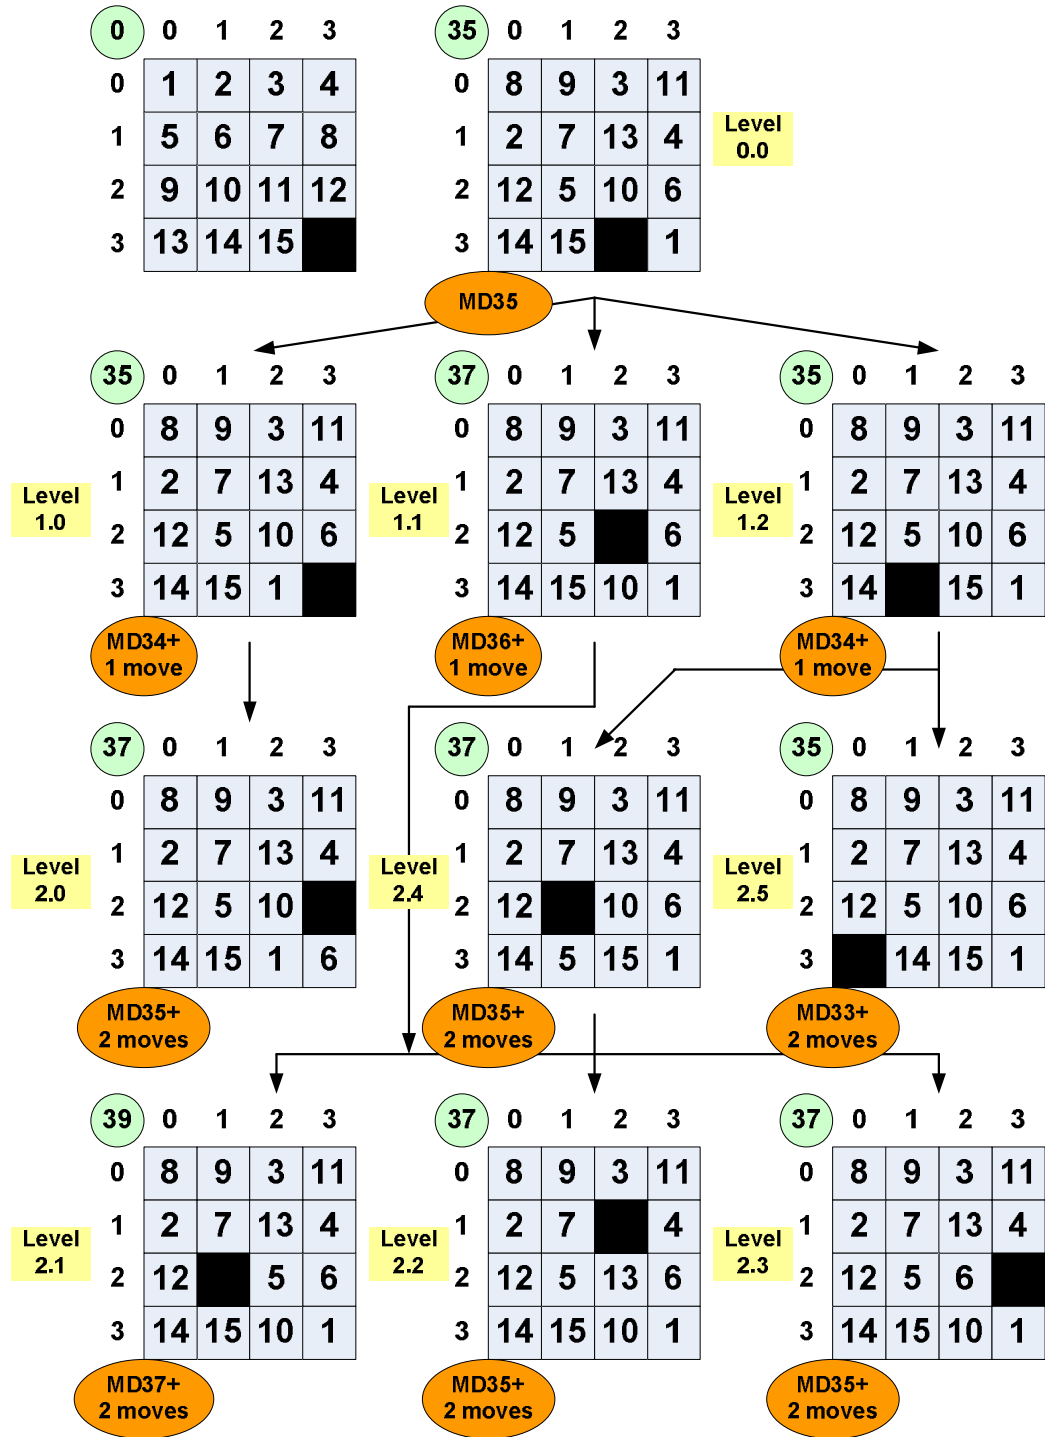 0 0 1 2 3 35 0 1 2 3
0 1 2 3 4 0 8 9 3 11
1 5 6 7 8 1 2 7 13 4 Level 0.0
2 9 10 11 12 2 12 5 10 6
3 13 14 15 3 14 15 1
MD35
35 0 1 2 3 37 0 1 2 3 35 0 1 2 3
0 8 9 3 11 0 8 9 3 11 0 8 9 3 11
Level 1.0 1 2 7 13 4 Level 1.1 1 2 7 13 4 Level 1.2 1 2 7 13 4
2 12 5 10 6 2 12 5 6 2 12 5 10 6
3 14 15 1 3 14 15 10 1 3 14 15 1
MD34+ MD36+ MD34+
1 move 1 move 1 move
37 0 1 2 3 37 0 1 2 3 35 0 1 2 3
0 8 9 3 11 0 8 9 3 11 0 8 9 3 11
Level 2.0 1 2 7 13 4 Level 2.4 1 2 7 13 4 Level 2.5 1 2 7 13 4
2 12 5 10 2 12 10 6 2 12 5 10 6
3 14 15 1 6 3 14 5 15 1 3 14 15 1
MD35+ MD35+ MD33+
2 moves 2 moves 2 moves
39 0 1 2 3 37 0 1 2 3 37 0 1 2 3
0 8 9 3 11 0 8 9 3 11 0 8 9 3 11
Level 2.1 1 2 7 13 4 Level 2.2 1 2 7 4 Level 2.3 1 2 7 13 4
2 12 5 6 2 12 5 13 6 2 12 5 6
3 14 15 10 1 3 14 15 10 1 3 14 15 10 1
MD37+ MD35+ MD35+
2 moves 2 moves 2 moves